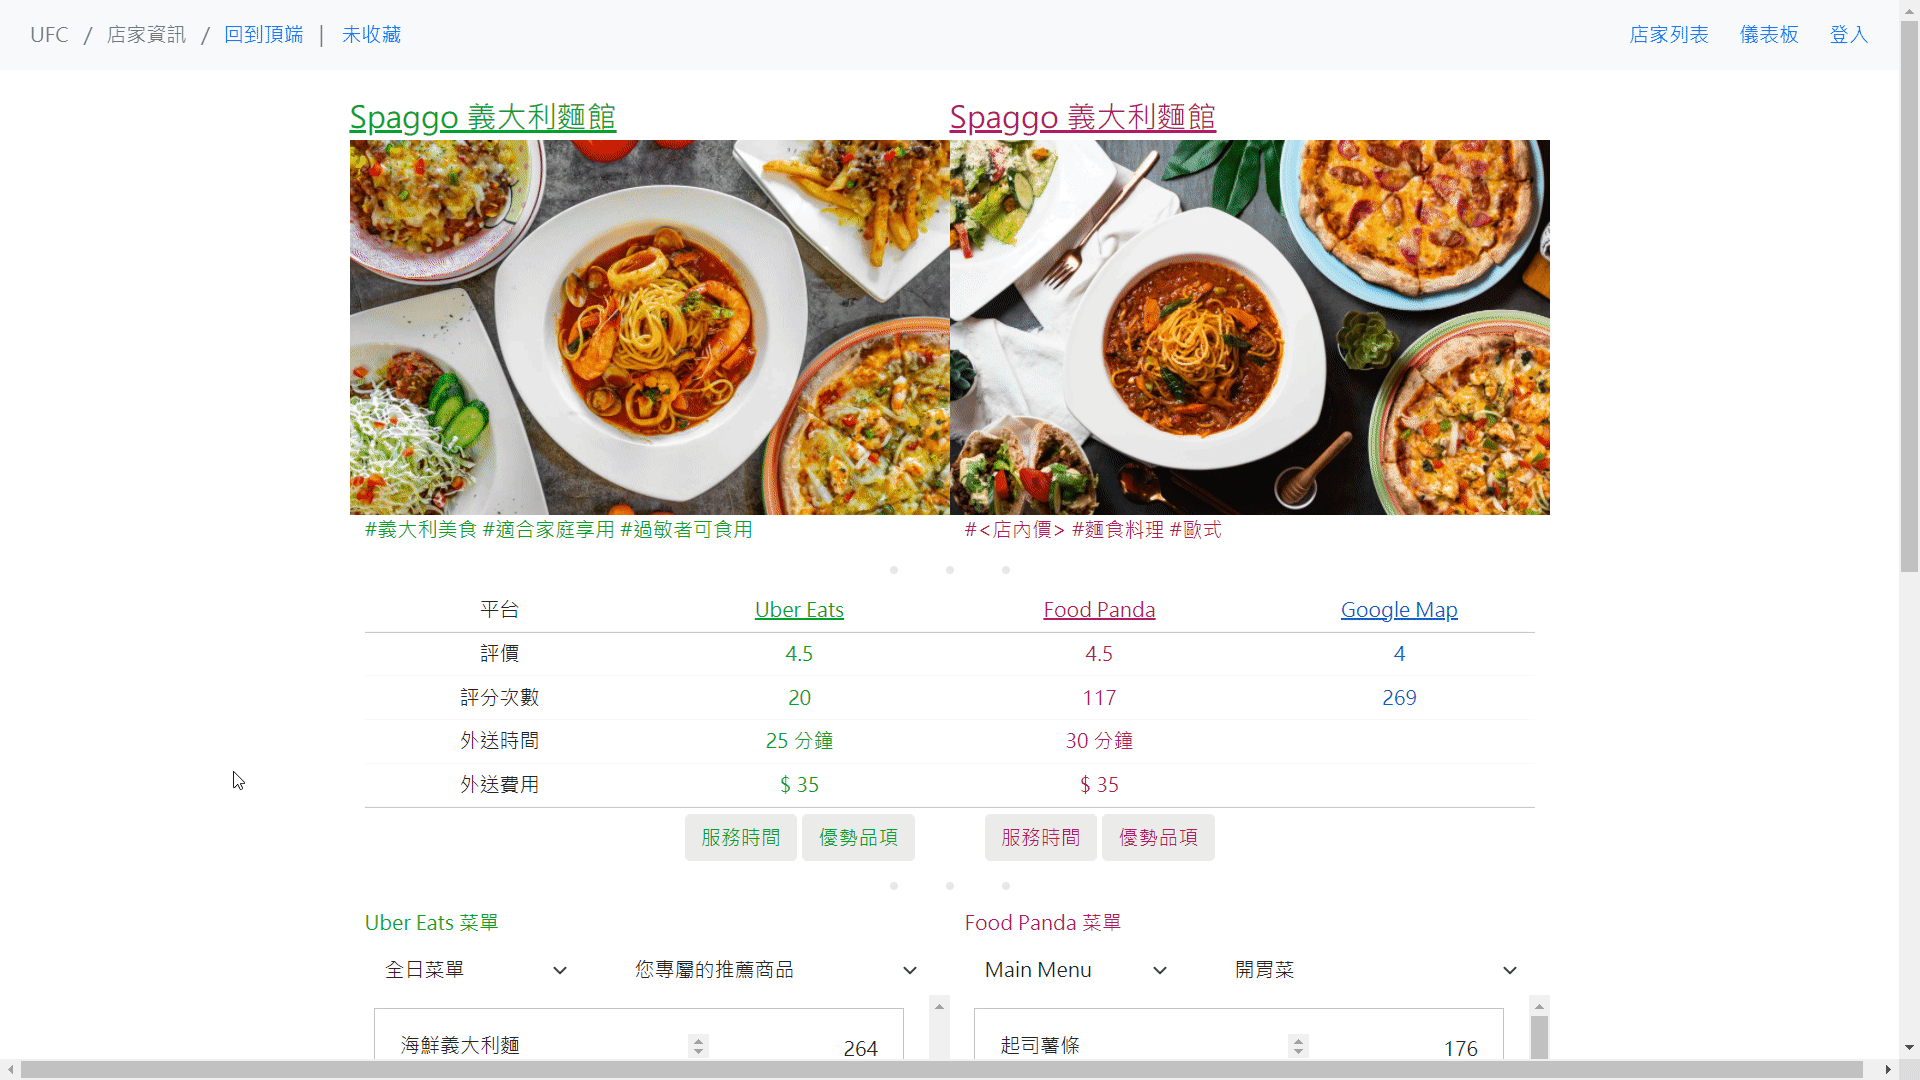 UFC / 店家資訊 / 回到頂端 | 未收藏
店家列表 儀表板 登入
Spaggo 義大利麵館
Spaggo 義大利麵館
#義大利美食 #適合家庭享用 #過敏者可食用
#<店內價> #麵食料理 #歐式
平台 Uber Eats Food Panda Google Map
評價 4.5 4.5 4
評分次數 20 117 269
外送時間 25 分鐘 30 分鐘
外送費用 $ 35 $ 35
服務時間 優勢品項 服務時間 優勢品項
Uber Eats 菜單
Food Panda 菜單
全日菜單 您專屬的推薦商品
Main Menu 開胃菜
海鮮義大利麵 264
起司薯條 176